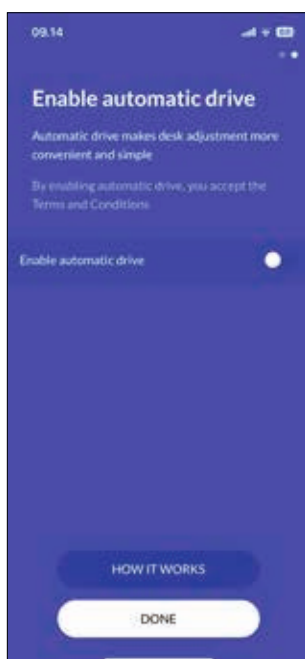 09.14
Enable automatic drive
Automatic drive makes desk adjustment more
convenient and simple
By enabling automatic drive, you accept the
Terms and Conditions
Enable automatic drive
HOW IT WORKS
DONE